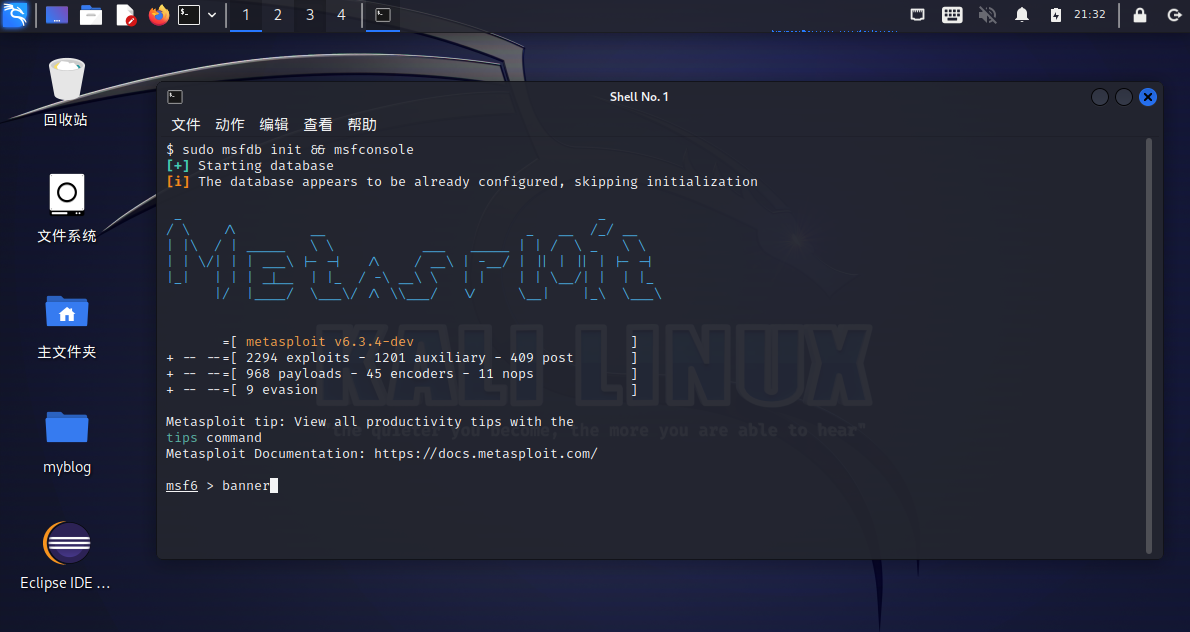 1 2 3 4
21:32
回收站
文件系统
主文件夹
myblog
Eclipse IDE ...
Shell No. 1
文件 动作 编辑 查看 帮助
$ sudo msfdb init && msfconsole
[+] Starting database
[i] The database appears to be already configured, skipping initialization
METASPLOIT
=[ metasploit v6.3.4-dev ]
+ -- --=[ 2294 exploits - 1201 auxiliary - 409 post ]
+ -- --=[ 968 payloads - 45 encoders - 11 nops ]
+ -- --=[ 9 evasion ]
KALI LINUX
Metasploit tip: View all productivity tips with the
"the quieter you become, the more you are able to hear"
tips command
Metasploit Documentation: https://docs.metasploit.com/
msf6 > banner